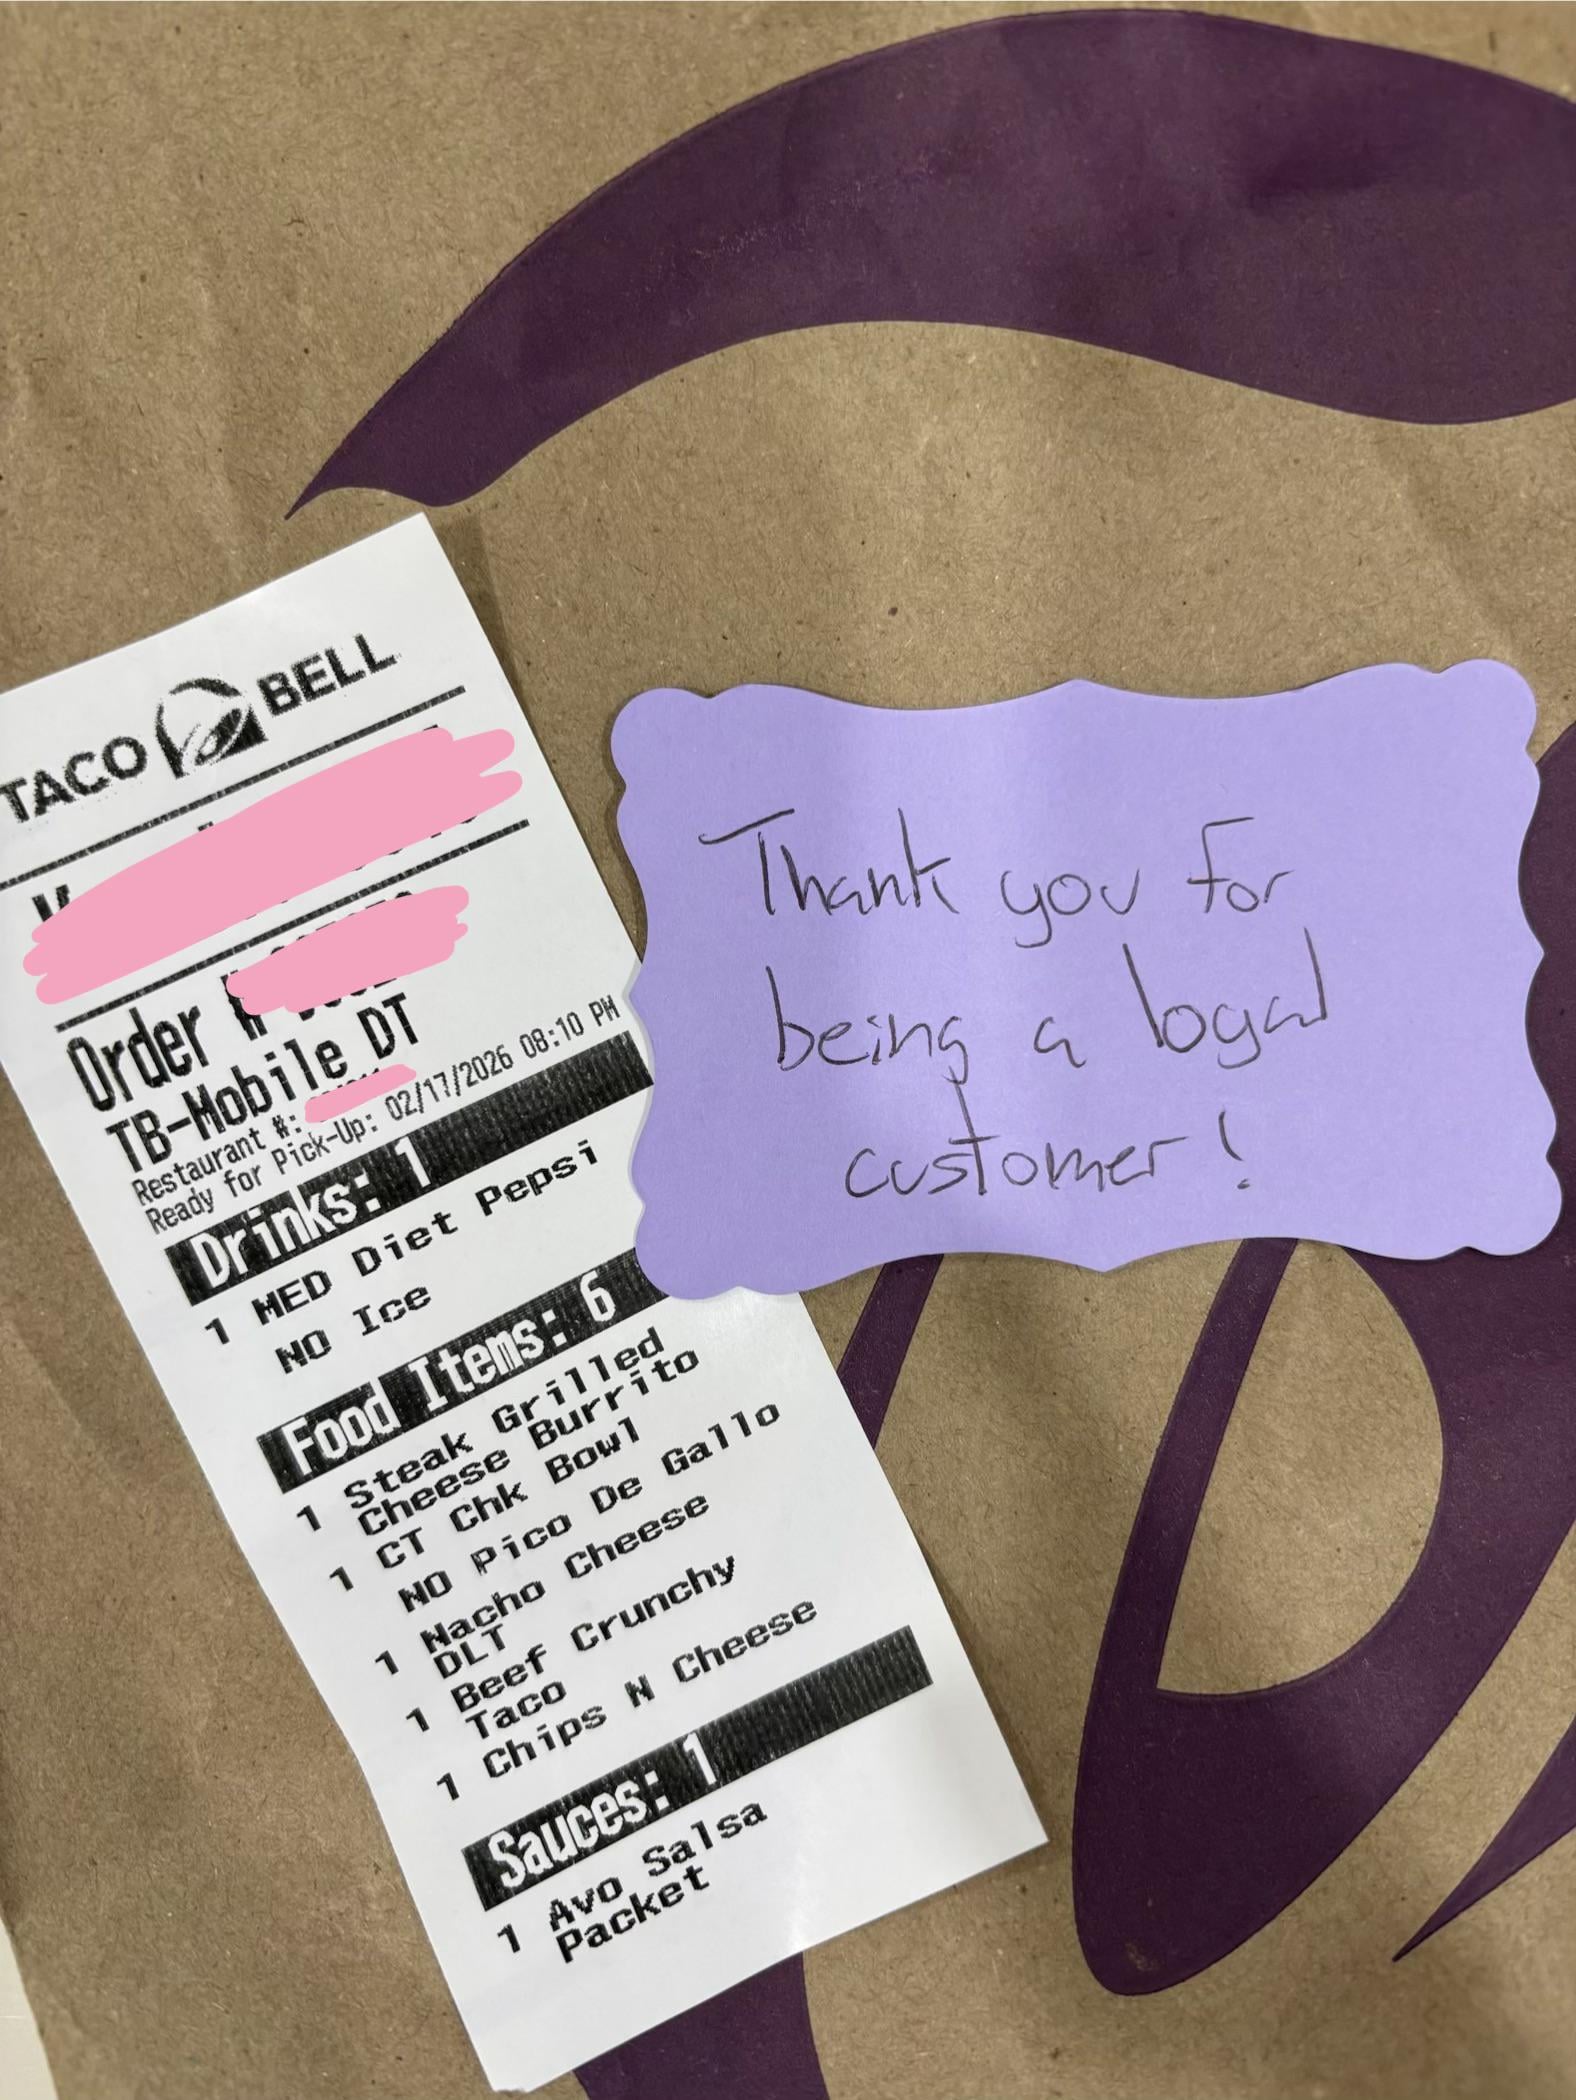 TACO BELL
Order #
TB-Mobile DT
Restaurant #:
Ready for Pick-Up: 02/17/2026 08:10 PM
Drinks: 1
1 MED Diet Pepsi
NO Ice
Food Items: 6
1 Steak Grilled
Cheese Burrito
1 CT Chk Bowl
NO Pico De Gallo
1 Nacho Cheese
DLT
1 Beef Crunchy
Taco
1 Chips N Cheese
Sauces: 1
1 Avo Salsa
Packet
Thank you for
being a loyal
customer!